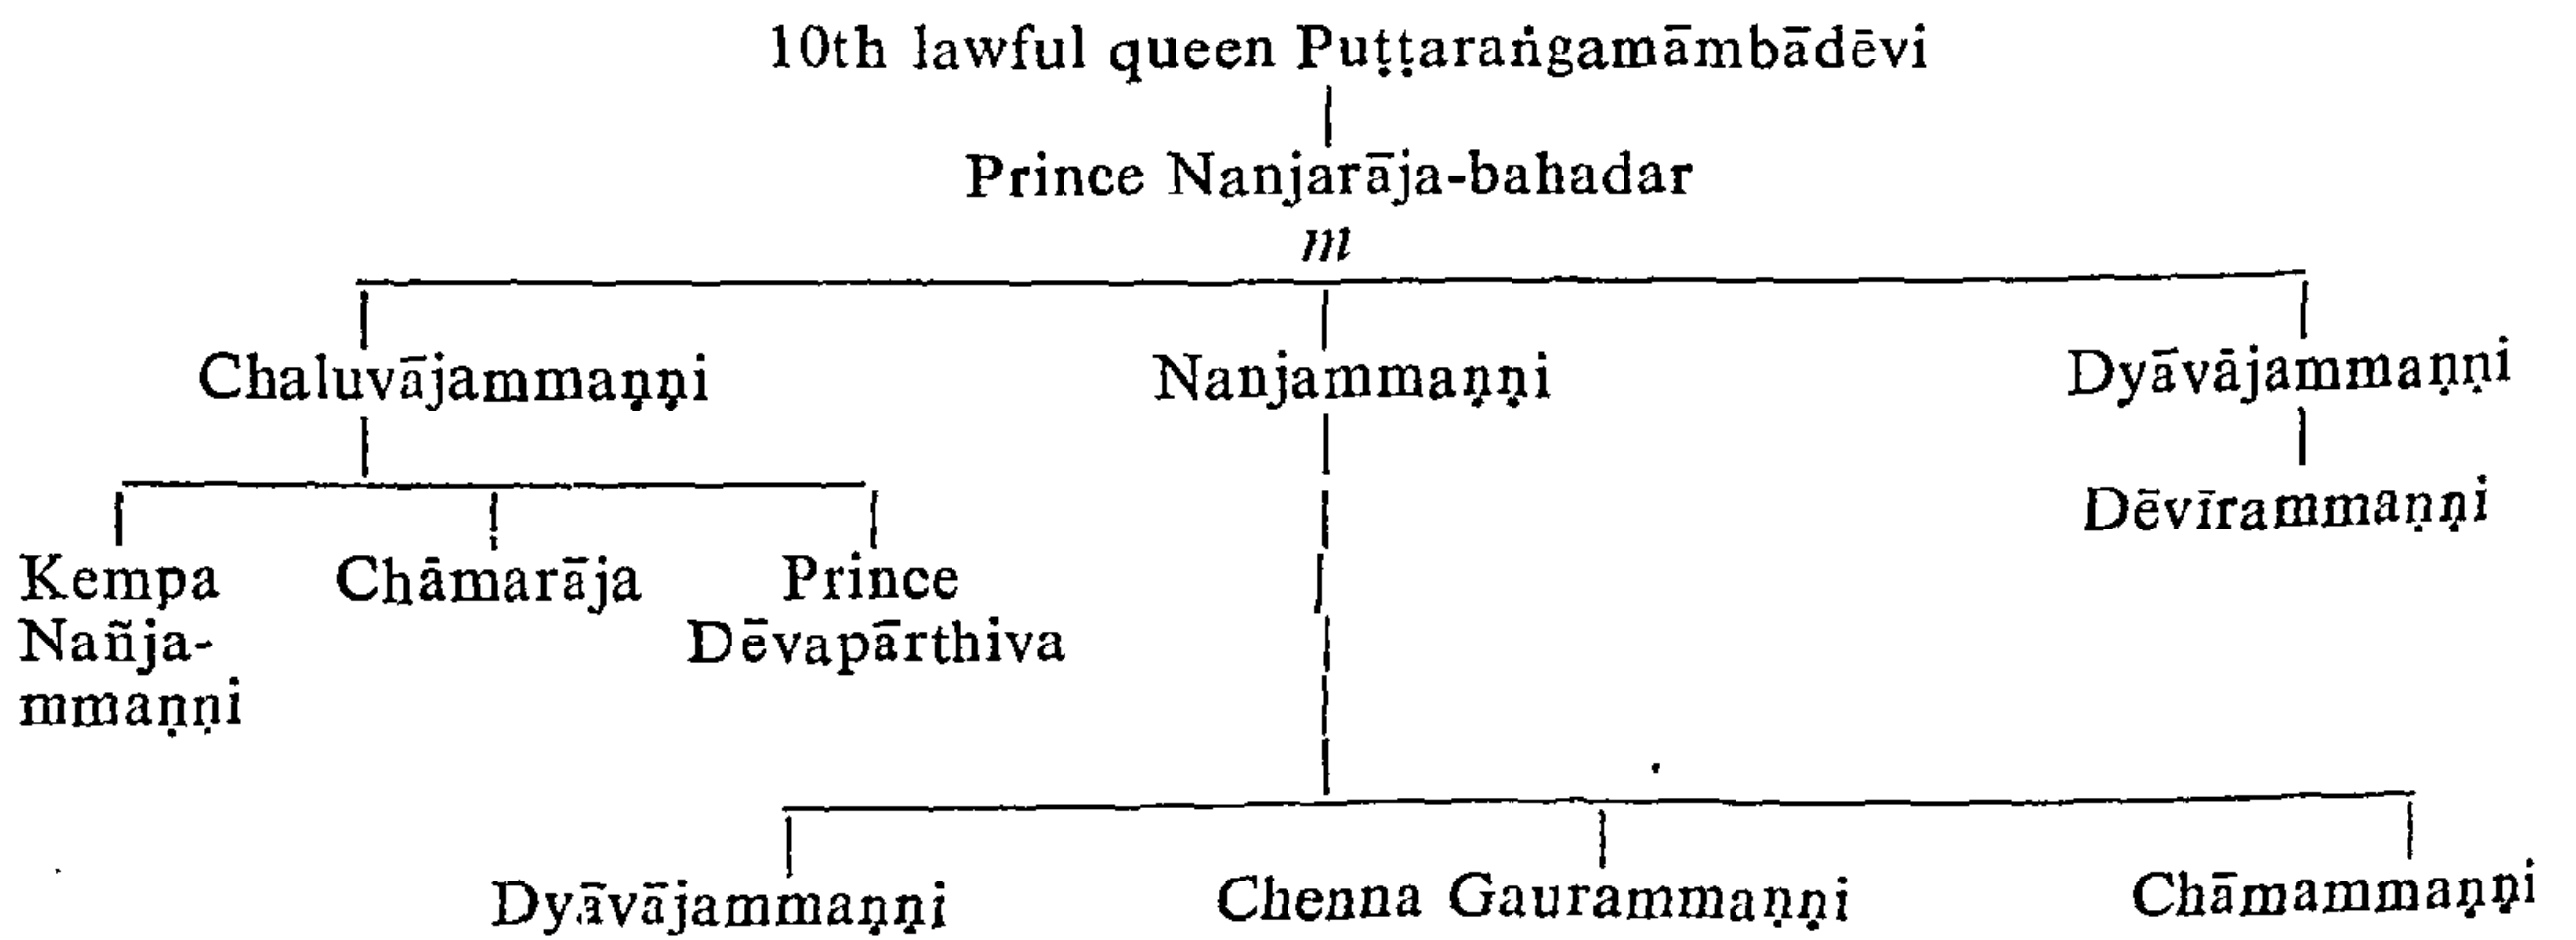 10th lawful queen Puṭṭaraṅgamāmbādēvi
Prince Nanjarāja-bahadar
m
Chaluvājammaṇṇi Nanjammaṇṇi Dyāvājammaṇṇi
Dēvīrammaṇṇi
Kempa Chāmarāja Prince
Nañja- Dēvapārthiva
mmaṇṇi
Dyāvājammaṇṇi Chenna Gaurammaṇṇi Chāmammaṇṇi